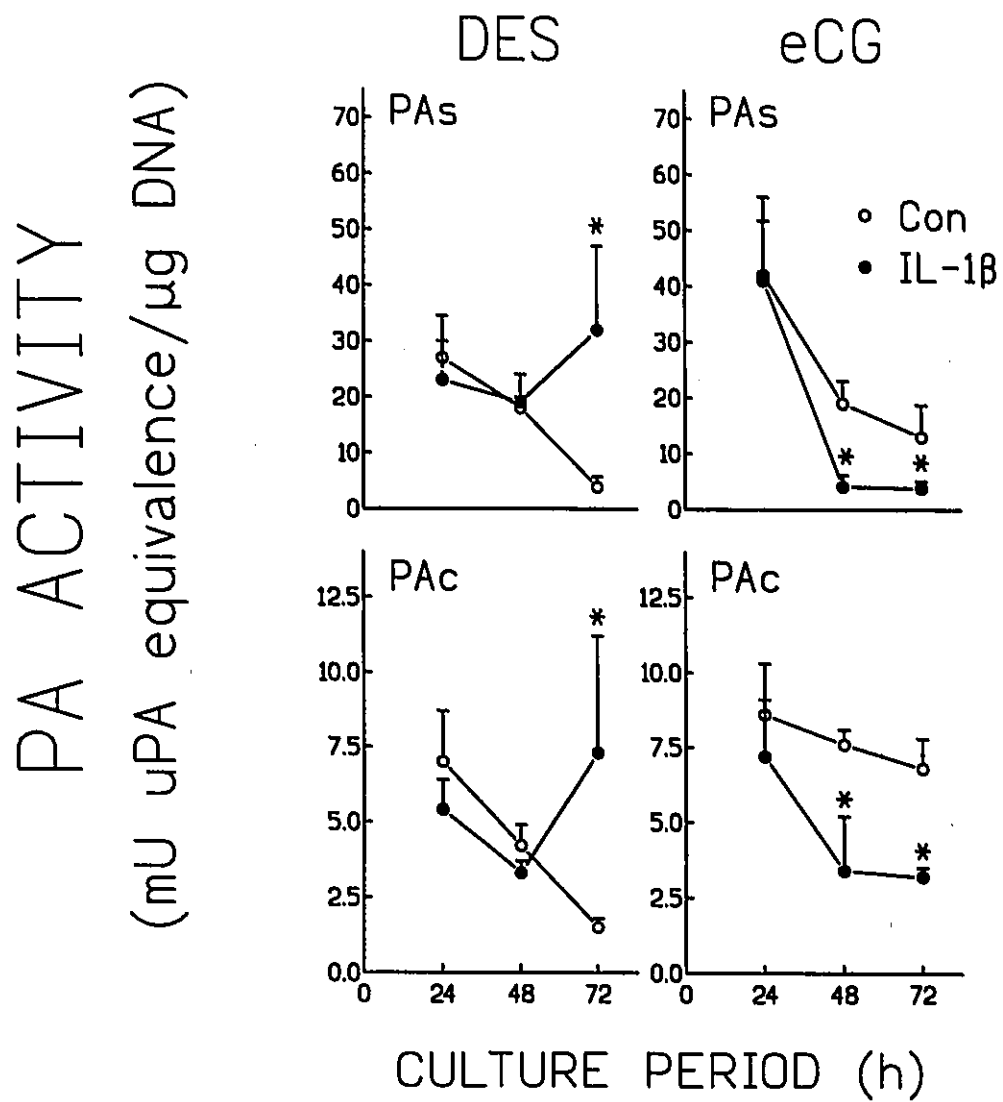 DES
eCG
PA ACTIVITY
(mU uPA equivalence/µg DNA)
PAs
70
60
50
40
30
20
10
0
*
PAs
70
60
50
40
30
20
10
0
* *
Con
IL-1β
PAc
12.5
10.0
7.5
5.0
2.5
0.0
*
0 24 48 72
PAc
12.5
10.0
7.5
5.0
2.5
0.0
*
*
0 24 48 72
CULTURE PERIOD (h)